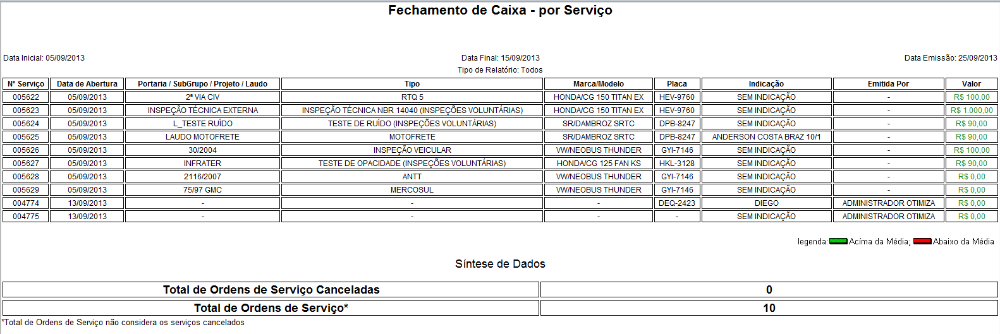 Fechamento de Caixa - por Serviço
Data Inicial: 05/09/2013 Data Final: 15/09/2013 Data Emissão: 25/09/2013
Tipo de Relatório: Todos
Nº Serviço Data de Abertura Portaria / SubGrupo / Projeto / Laudo Tipo Marca/Modelo Placa Indicação Emitida Por Valor
005622 05/09/2013 2ª VIA CIV RTQ 5 HONDA/CG 150 TITAN EX HEV-9760 SEM INDICAÇÃO - R$ 100,00
005623 05/09/2013 INSPEÇÃO TÉCNICA EXTERNA INSPEÇÃO TÉCNICA NBR 14040 (INSPEÇÕES VOLUNTÁRIAS) HONDA/CG 150 TITAN EX HEV-9760 SEM INDICAÇÃO - R$ 1.000,00
005624 05/09/2013 L_TESTE RUÍDO TESTE DE RUÍDO (INSPEÇÕES VOLUNTÁRIAS) SR/DAMBROZ SRTC DPB-8247 SEM INDICAÇÃO - R$ 90,00
005625 05/09/2013 LAUDO MOTOFRETE MOTOFRETE SR/DAMBROZ SRTC DPB-8247 ANDERSON COSTA BRAZ 10/1 - R$ 90,00
005626 05/09/2013 30/2004 INSPEÇÃO VEICULAR VW/NEOBUS THUNDER GYI-7146 SEM INDICAÇÃO - R$ 100,00
005627 05/09/2013 INFRATER TESTE DE OPACIDADE (INSPEÇÕES VOLUNTÁRIAS) HONDA/CG 125 FAN KS HKL-3128 SEM INDICAÇÃO - R$ 90,00
005628 05/09/2013 2116/2007 ANTT VW/NEOBUS THUNDER GYI-7146 SEM INDICAÇÃO - R$ 0,00
005629 05/09/2013 75/97 GMC MERCOSUL VW/NEOBUS THUNDER GYI-7146 SEM INDICAÇÃO - R$ 0,00
004774 13/09/2013 - - - DEQ-2423 DIEGO ADMINISTRADOR OTIMIZA R$ 0,00
004775 13/09/2013 - - - - SEM INDICAÇÃO ADMINISTRADOR OTIMIZA R$ 0,00
legenda: Acíma da Média; Abaixo da Média
Síntese de Dados
Total de Ordens de Serviço Canceladas 0
Total de Ordens de Serviço* 10
*Total de Ordens de Serviço não considera os serviços cancelados